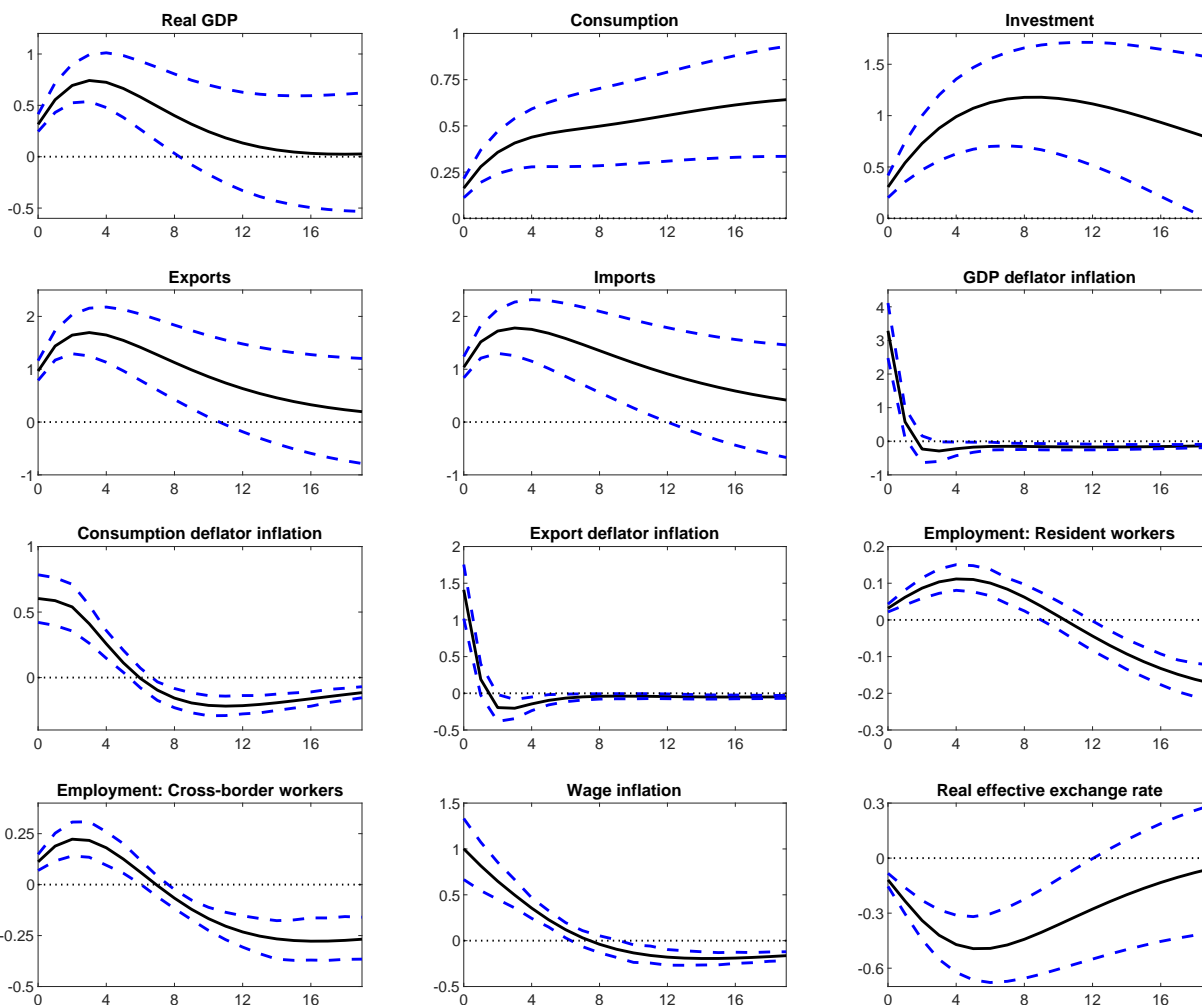 Real GDP
1
0.5
0
-0.5
0 4 8 12 16
Consumption
1
0.75
0.5
0.25
0
0 4 8 12 16
Investment
1.5
1
0.5
0
0 4 8 12 16
Exports
2
1
0
-1
0 4 8 12 16
Imports
2
1
0
-1
0 4 8 12 16
GDP deflator inflation
4
3
2
1
0
-1
0 4 8 12 16
Consumption deflator inflation
1
0.5
0
0 4 8 12 16
Export deflator inflation
2
1.5
1
0.5
0
-0.5
0 4 8 12 16
Employment: Resident workers
0.2
0.1
0
-0.1
-0.2
-0.3
0 4 8 12 16
Employment: Cross-border workers
0.25
0
-0.25
-0.5
0 4 8 12 16
Wage inflation
1.5
1
0.5
0
-0.5
0 4 8 12 16
Real effective exchange rate
0.3
0
-0.3
-0.6
0 4 8 12 16